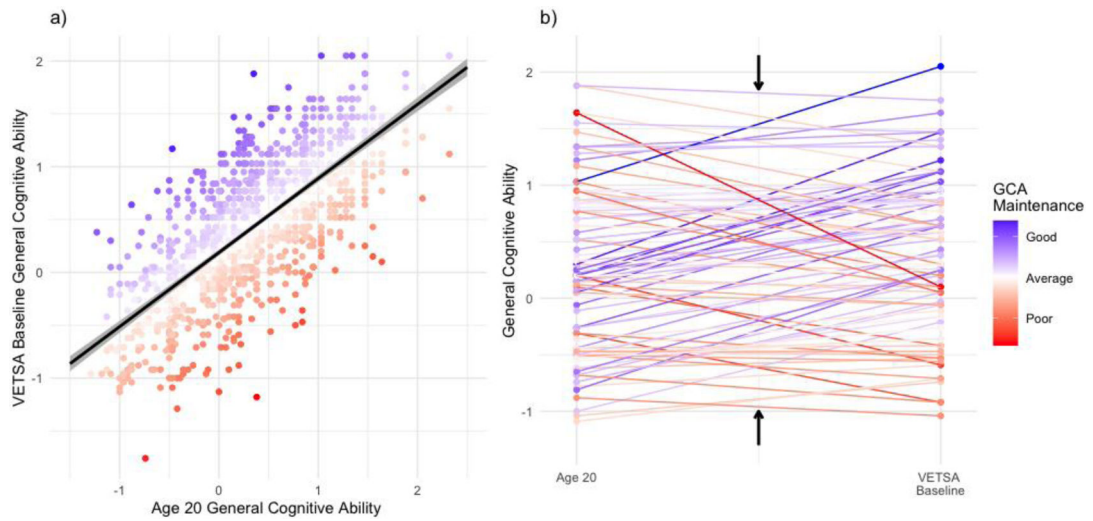 a)
VETSA Baseline General Cognitive Ability
2
1
0
-1
-1
0
1
2
Age 20 General Cognitive Ability
b)
General Cognitive Ability
2
1
0
-1
Age 20
VETSA
Baseline
GCA
Maintenance
Good
Average
Poor